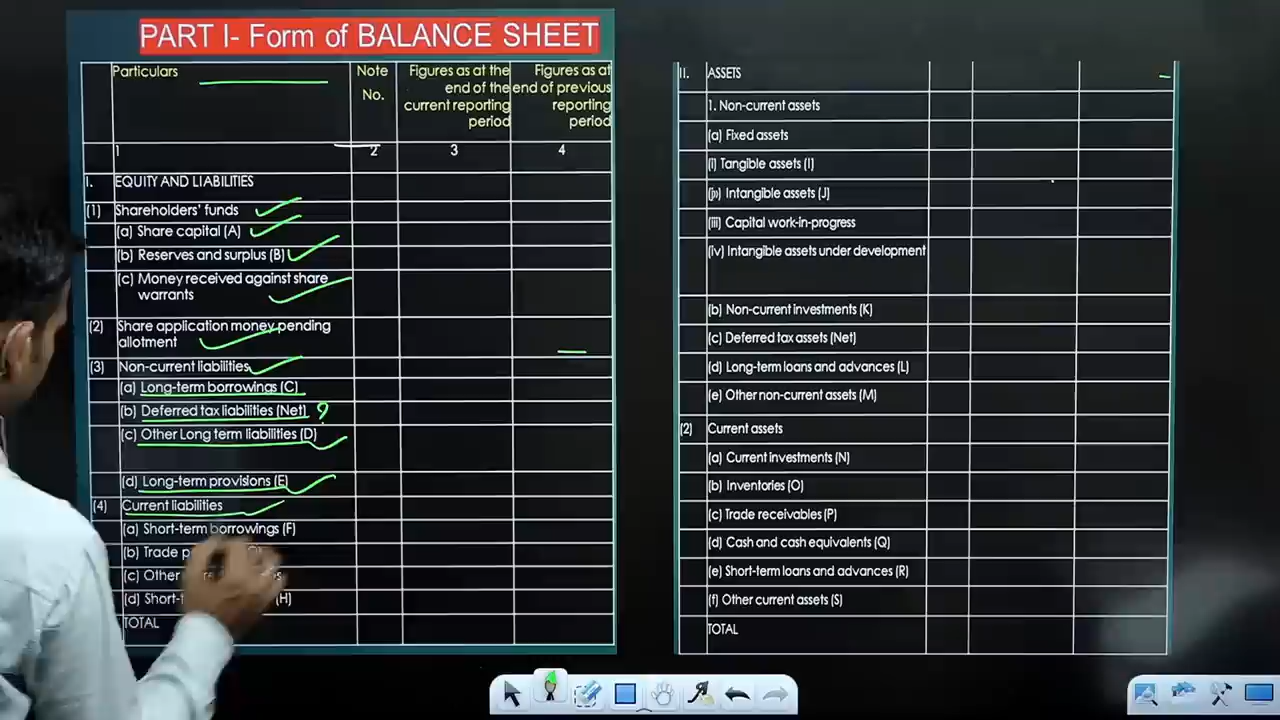 PART I- Form of BALANCE SHEET
Particulars
Note
No.
Figures as at the
end of the
current reporting
period
Figures as at
end of previous
reporting
period
1
2
3
4
I.
EQUITY AND LIABILITIES
(1)
Shareholders' funds
(a) Share capital (A)
(b) Reserves and surplus (B)
(c) Money received against share
warrants
(2)
Share application money pending
allotment
(3)
Non-current liabilities
(a) Long-term borrowings (C)
(b) Deferred tax liabilities (Net) ?
(c) Other Long term liabilities (D)
(d) Long-term provisions (E)
(4)
Current liabilities
(a) Short-term borrowings (F)
(b) Trade
(c) Other
(d) (H)
TOTAL
II.
ASSETS
1. Non-current assets
(a) Fixed assets
(i) Tangible assets (I)
Intangible assets (J)
(iii) Capital work-in-progress
(iv) Intangible assets under development
(b) Non-current investments (K)
(c) Deferred tax assets (Net)
(d) Long-term loans and advances (L)
(e) Other non-current assets (M)
(2)
Current assets
(a) Current investments (N)
(b) Inventories (O)
(c) Trade receivables (P)
(d) Cash and cash equivalents (Q)
(e) Short-term loans and advances (R)
(f) Other current assets (S)
TOTAL